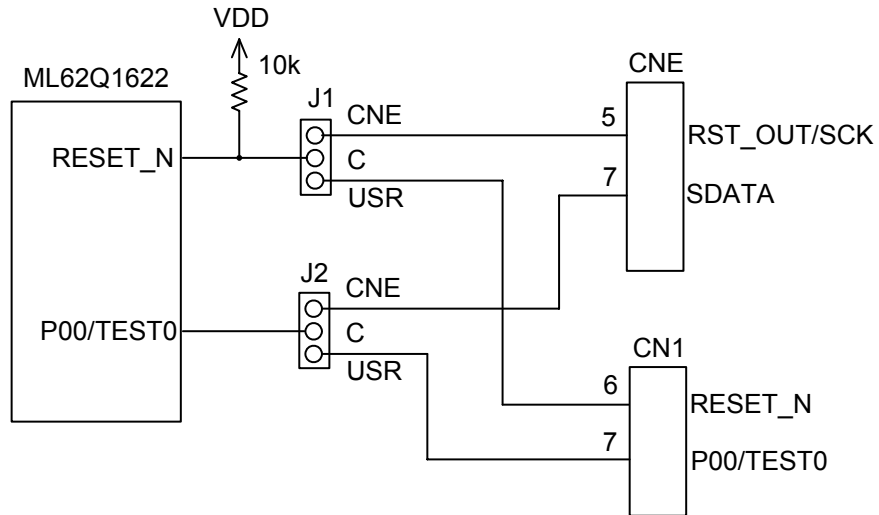 VDD
10k
ML62Q1622
CNE
J1
CNE
5
RST_OUT/SCK
RESET_N
C
7
SDATA
USR
J2
CNE
P00/TEST0
C
CN1
USR
6
RESET_N
7
P00/TEST0